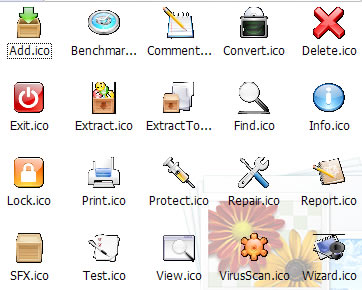 Add.ico Benchmar... Comment... Convert.ico Delete.ico
Exit.ico Extract.ico ExtractTo... Find.ico Info.ico
Lock.ico Print.ico Protect.ico Repair.ico Report.ico
SFX.ico Test.ico View.ico VirusScan.ico Wizard.ico